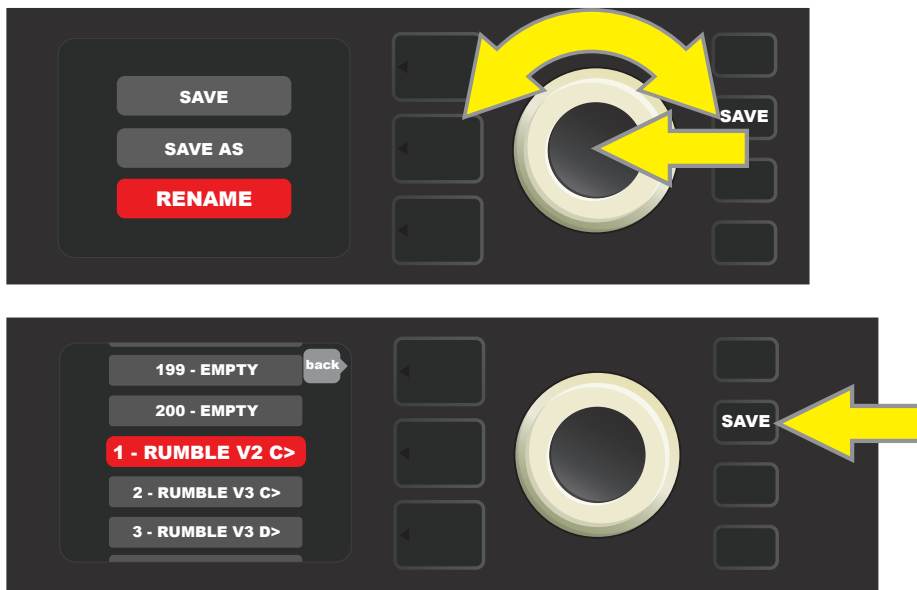 SAVE
SAVE AS
RENAME
SAVE
199 - EMPTY
back
200 - EMPTY
1 - RUMBLE V2 C>
2 - RUMBLE V3 C>
3 - RUMBLE V3 D>
SAVE